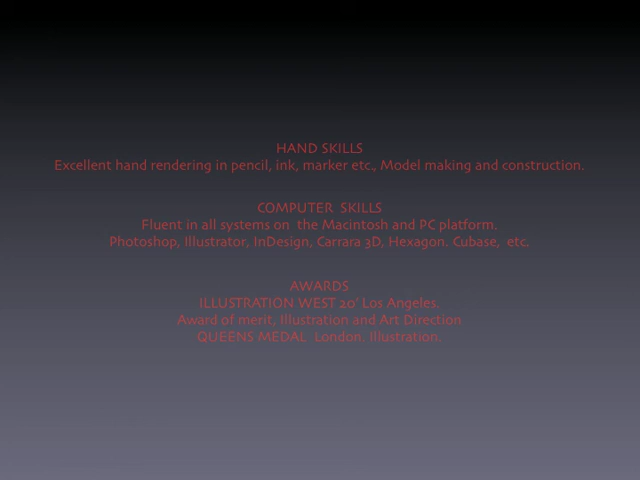 HAND SKILLS
Excellent hand rendering in pencil, ink, marker etc., Model making and construction.
COMPUTER SKILLS
Fluent in all systems on the Macintosh and PC platform.
Photoshop, Illustrator, InDesign, Carrara 3D, Hexagon. Cubase, etc.
AWARDS
ILLUSTRATION WEST 20' Los Angeles.
Award of merit, Illustration and Art Direction
QUEENS MEDAL London. Illustration.